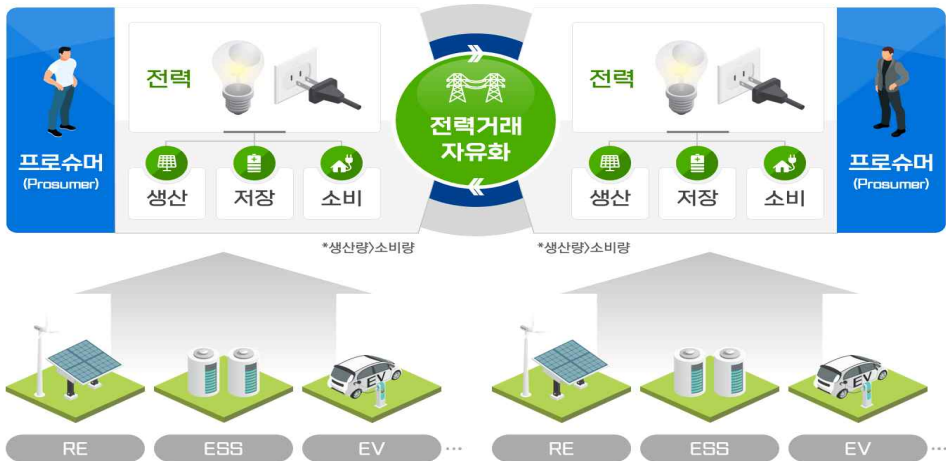 프로슈머
(Prosumer)
전력
생산
저장
소비
*생산량>소비량
전력거래
자유화
전력
생산
저장
소비
*생산량>소비량
프로슈머
(Prosumer)
EV
EV
RE
ESS
EV
...
RE
ESS
EV
...